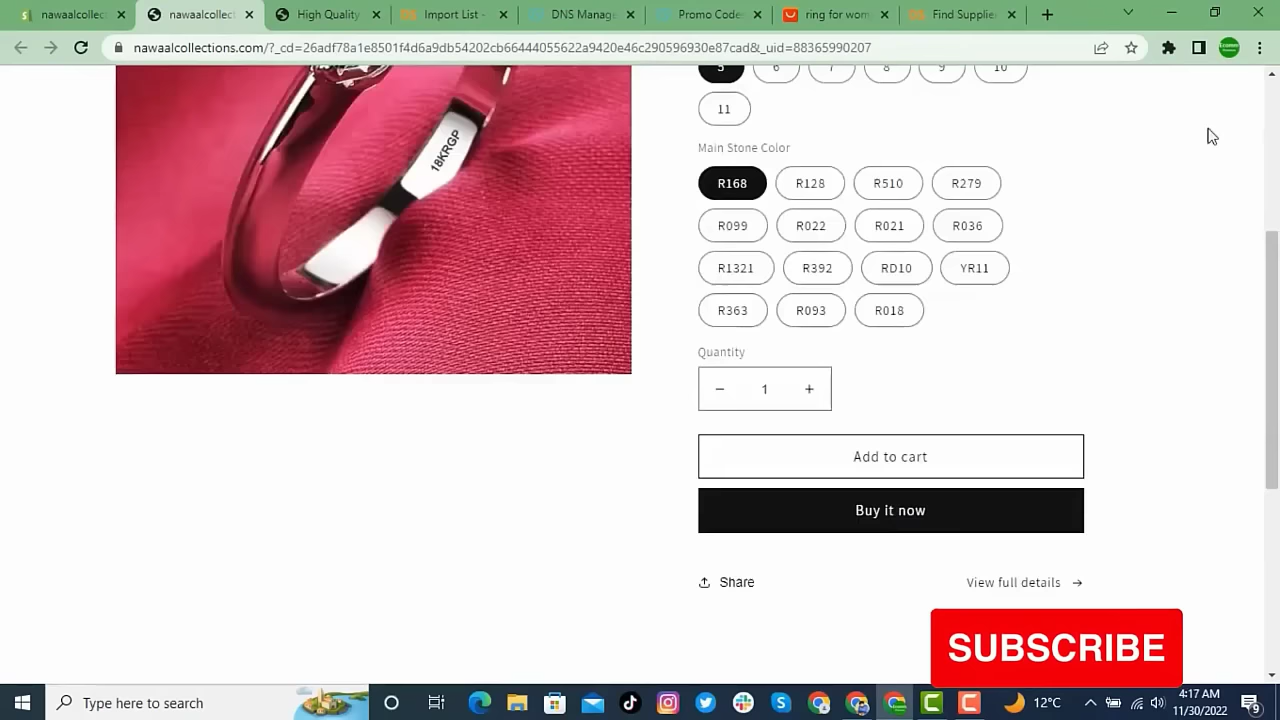 nawaalcollecti
nawaalcollecti
High Quality
Import List -
DNS Manage
Promo Code
ring for wom
Find Supplie
nawaalcollections.com/?_cd=26adf78a1e8501f4d6a9db54202cb66444055622a9420e46c290596930e87cad&_uid=88365990207
5 6 7 8 9 10
11
18KRGP
Main Stone Color
R168 R128 R510 R279
R099 R022 R021 R036
R1321 R392 RD10 YR11
R363 R093 R018
Quantity
− 1 +
Add to cart
Buy it now
Share
View full details →
SUBSCRIBE
Type here to search
12°C
4:17 AM
11/30/2022
9